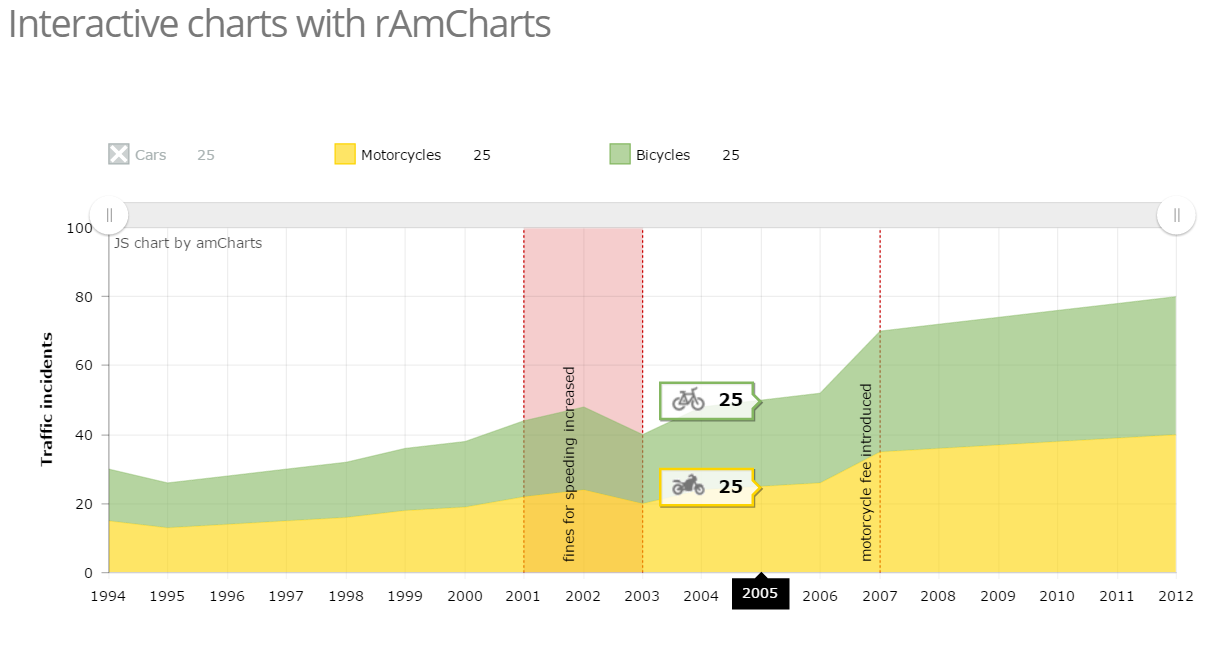 Interactive charts with rAmCharts
Cars 25
Motorcycles 25
Bicycles 25
JS chart by amCharts
Traffic incidents
100
80
60
40
20
0
fines for speeding increased
motorcycle fee introduced
25
25
1994 1995 1996 1997 1998 1999 2000 2001 2002 2003 2004 2005 2006 2007 2008 2009 2010 2011 2012